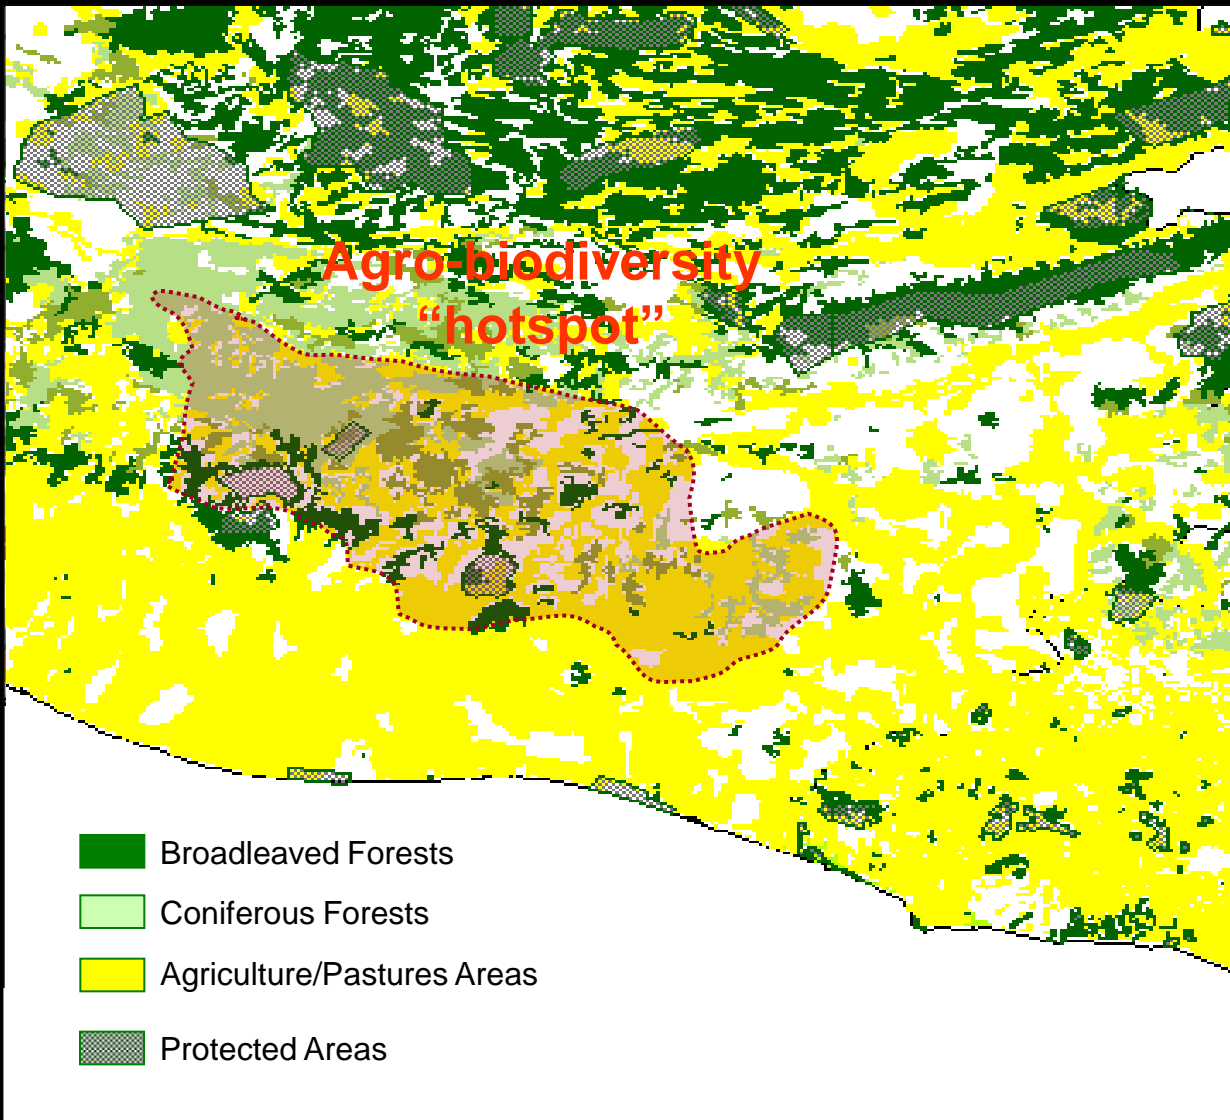 Agro-biodiversity
“hotspot”
Broadleaved Forests
Coniferous Forests
Agriculture/Pastures Areas
Protected Areas